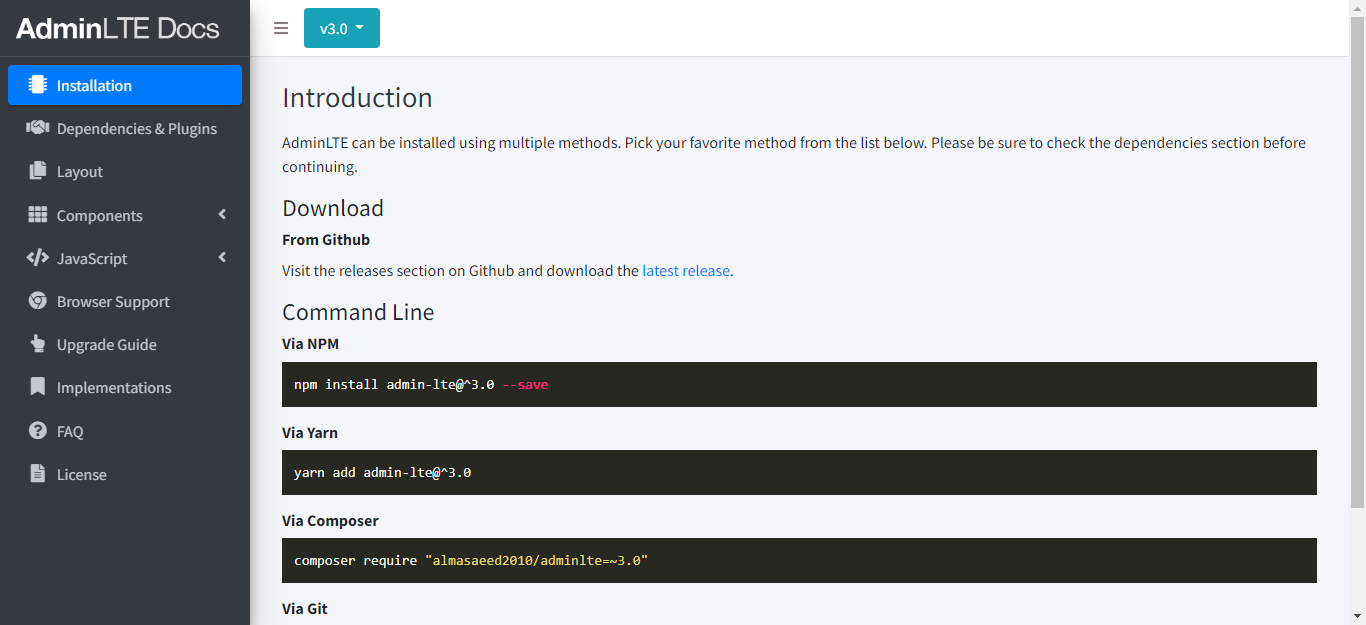 AdminLTE Docs
v3.0
Installation
Dependencies & Plugins
Layout
Components
JavaScript
Browser Support
Upgrade Guide
Implementations
FAQ
License
Introduction
AdminLTE can be installed using multiple methods. Pick your favorite method from the list below. Please be sure to check the dependencies section before
continuing.
Download
From Github
Visit the releases section on Github and download the latest release.
Command Line
Via NPM
npm install admin-lte@^3.0 --save
Via Yarn
yarn add admin-lte@^3.0
Via Composer
composer require "almasaeed2010/adminlte=~3.0"
Via Git